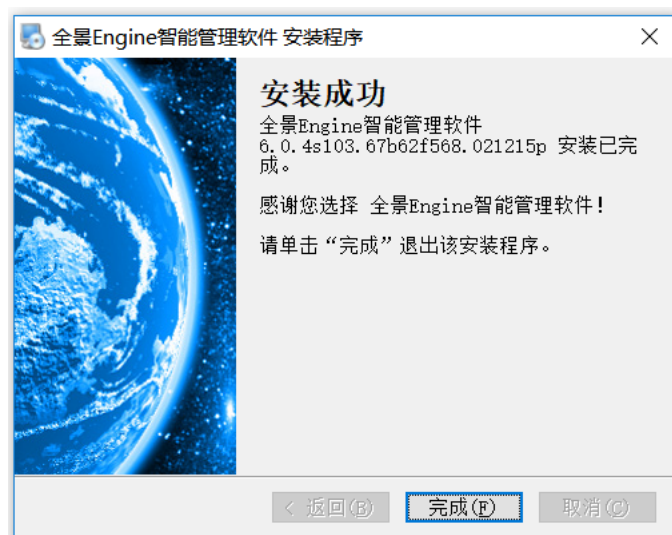 全景Engine智能管理软件 安装程序
安装成功
全景Engine智能管理软件
6.0.4s103.67b62f568.021215p 安装已完
成。
感谢您选择 全景Engine智能管理软件!
请单击“完成”退出该安装程序。
< 返回(B) 完成(F) 取消(C)